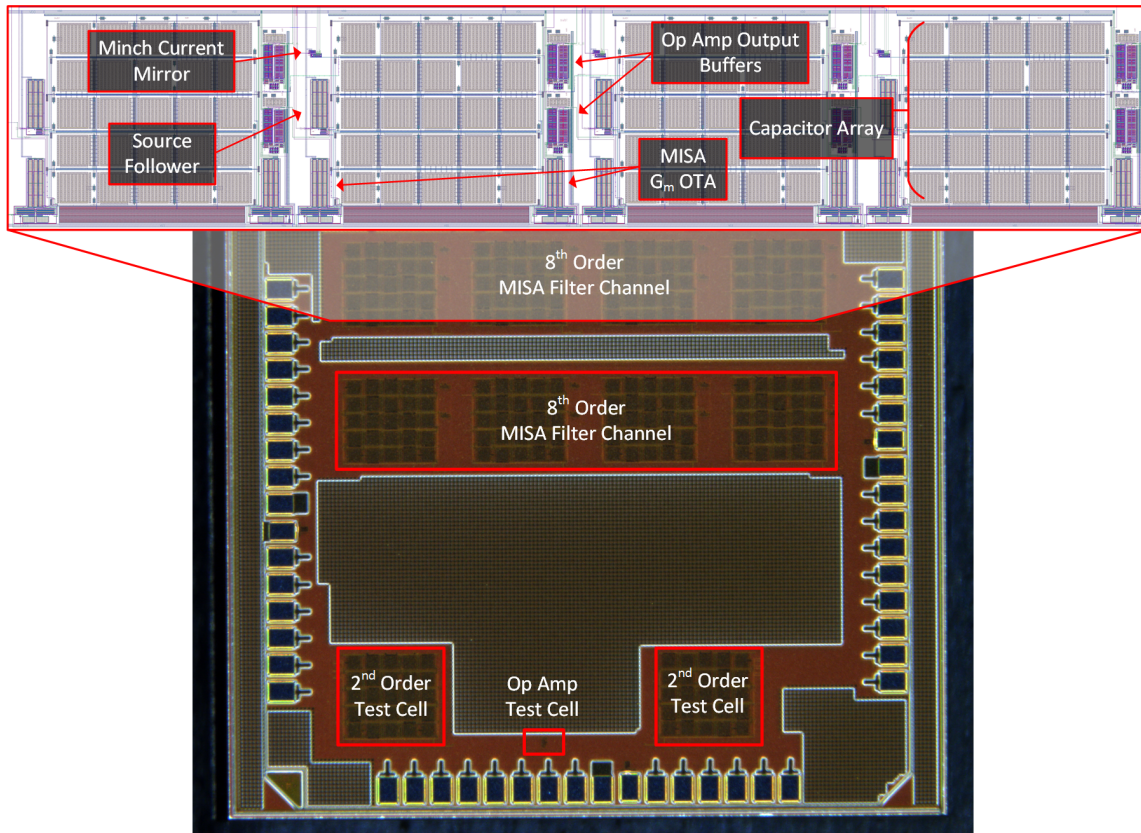 Minch Current
Mirror
Source
Follower
Op Amp Output
Buffers
Capacitor Array
MISA
Gm OTA
8th Order
MISA Filter Channel
8th Order
MISA Filter Channel
2nd Order
Test Cell
Op Amp
Test Cell
2nd Order
Test Cell